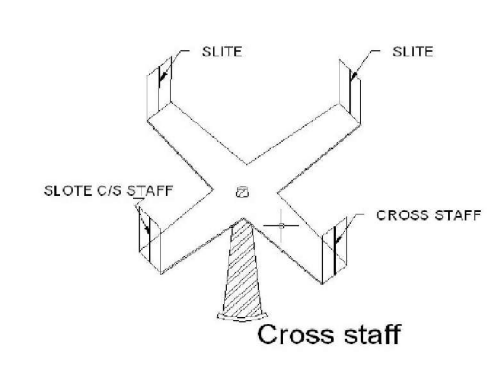 SLITE
SLITE
SLOTE C/S STAFF
CROSS STAFF
Cross staff